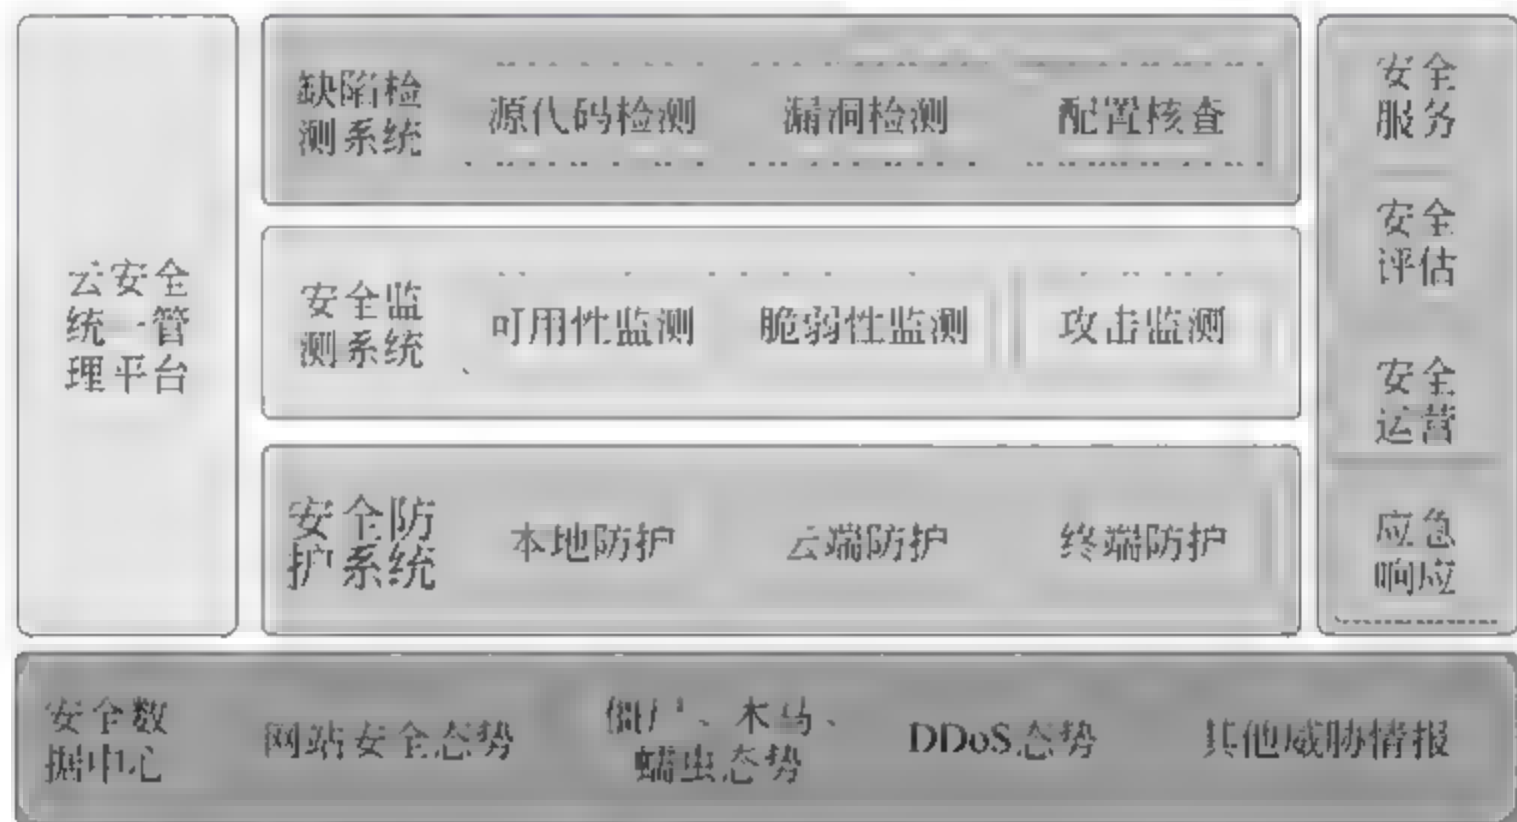 云安全
统一管
理平台
缺陷检
测系统
源代码检测
漏洞检测
配置核查
安全监
测系统
可用性监测
脆弱性监测
攻击监测
安全防
护系统
本地防护
云端防护
终端防护
安全
服务
安全
评估
安全
运营
应急
响应
安全数
据中心
网站安全态势
僵尸、木马、
蠕虫态势
DDoS态势
其他威胁情报